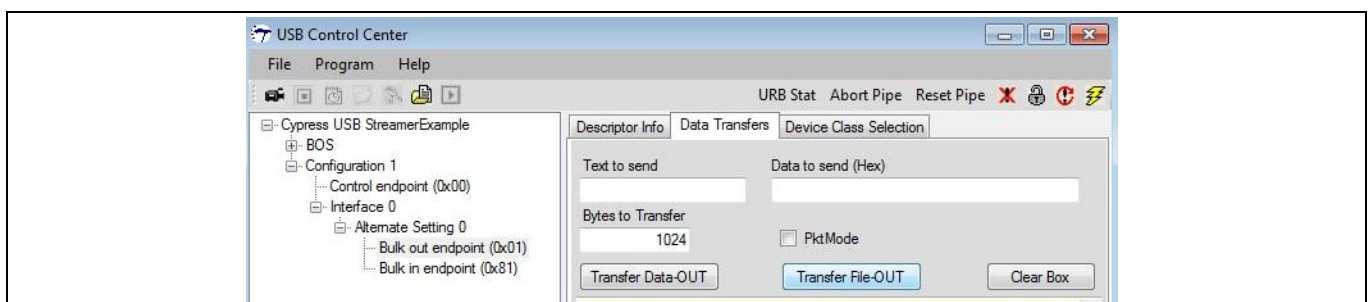 USB Control Center
File Program Help
URB Stat Abort Pipe Reset Pipe
Cypress USB StreamerExample
BOS
Configuration 1
Control endpoint (0x00)
Interface 0
Alternate Setting 0
Bulk out endpoint (0x01)
Bulk in endpoint (0x81)
Descriptor Info Data Transfers Device Class Selection
Text to send Data to send (Hex)
Bytes to Transfer
1024 PktMode
Transfer Data-OUT Transfer File-OUT Clear Box